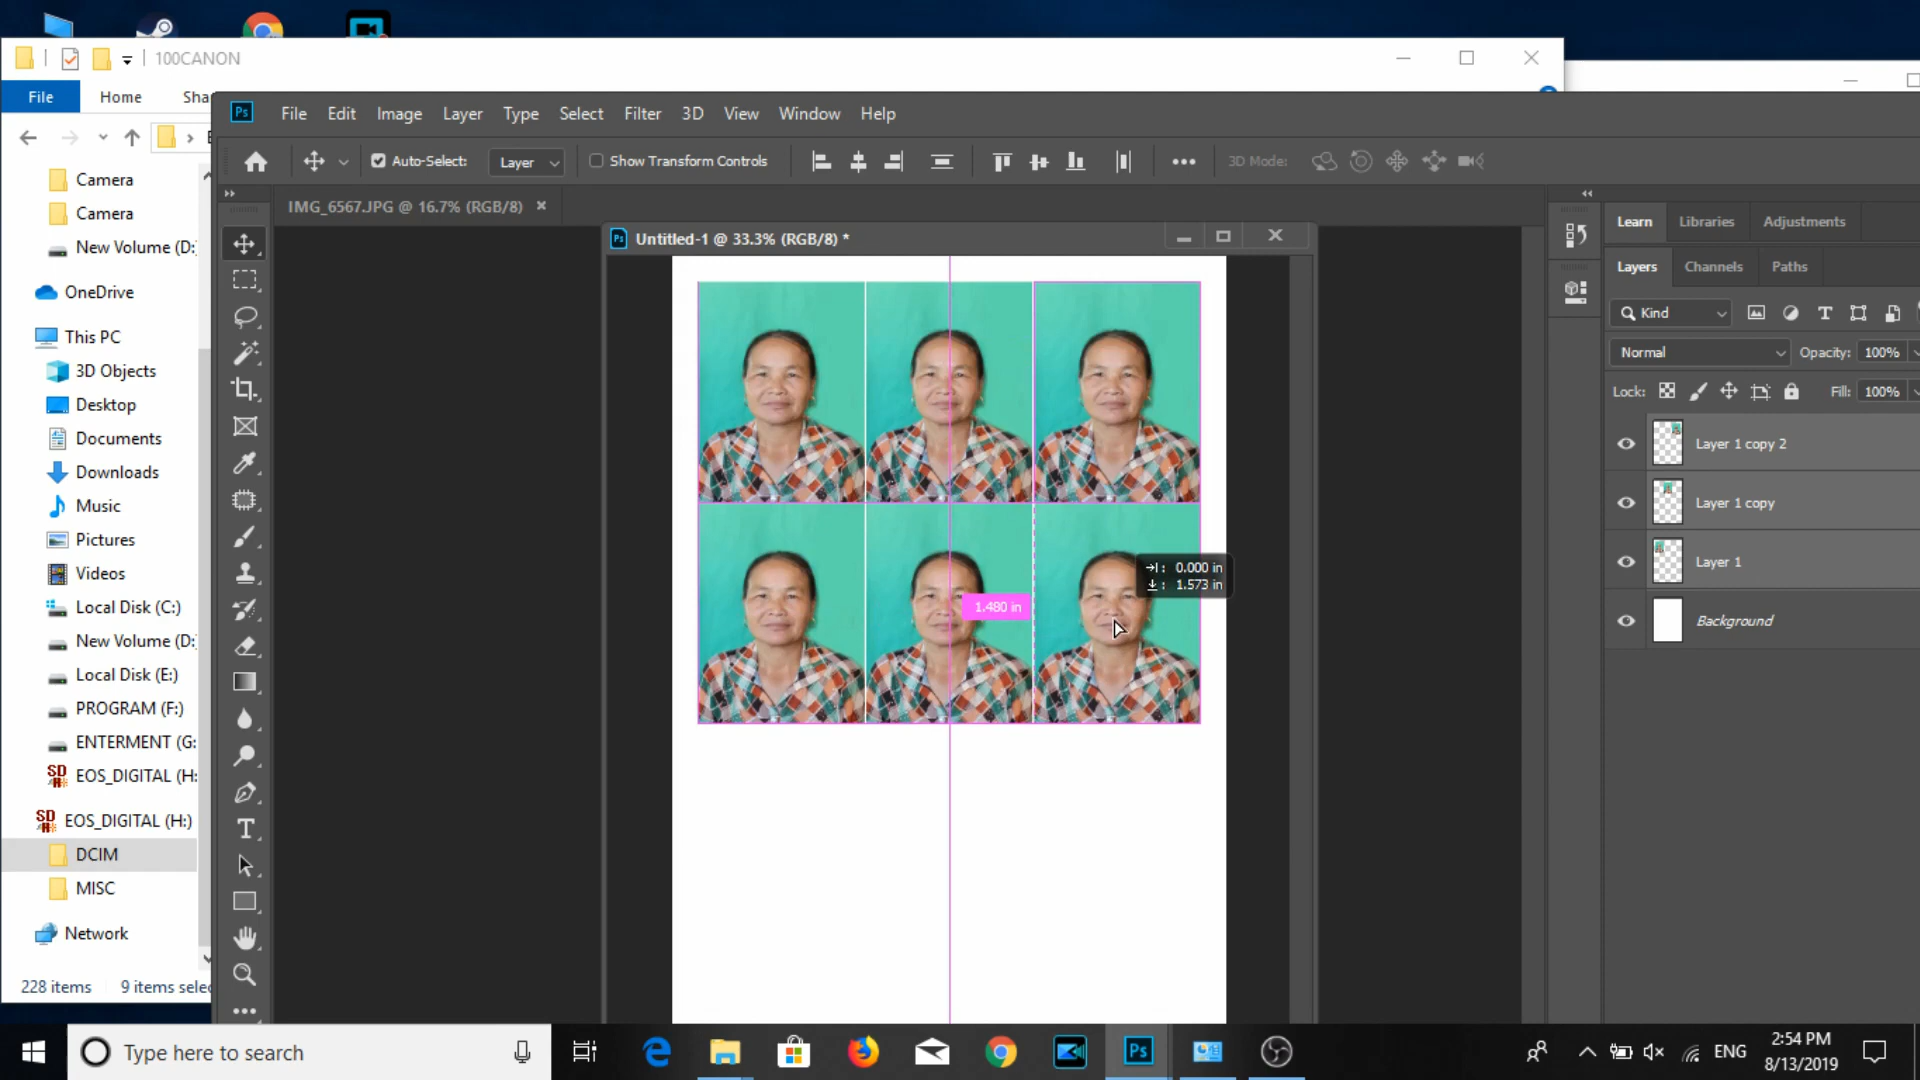 100CANON
File
Home
Sha
Camera
Camera
New Volume (D:
OneDrive
This PC
3D Objects
Desktop
Documents
Downloads
Music
Pictures
Videos
Local Disk (C:)
New Volume (D:
Local Disk (E:)
PROGRAM (F:)
ENTERMENT (G:
EOS_DIGITAL (H:
EOS_DIGITAL (H:)
DCIM
MISC
Network
228 items
9 items selec
Ps
File
Edit
Image
Layer
Type
Select
Filter
3D
View
Window
Help
Auto-Select:
Layer
Show Transform Controls
3D Mode:
IMG_6567.JPG @ 16.7% (RGB/8)
Ps
Untitled-1 @ 33.3% (RGB/8) *
0.000 in
1.573 in
1.480 in
Learn
Libraries
Adjustments
Layers
Channels
Paths
Kind
Normal
Opacity:
100%
Lock:
Fill:
100%
Layer 1 copy 2
Layer 1 copy
Layer 1
Background
Type here to search
Ps
ENG
2:54 PM
8/13/2019